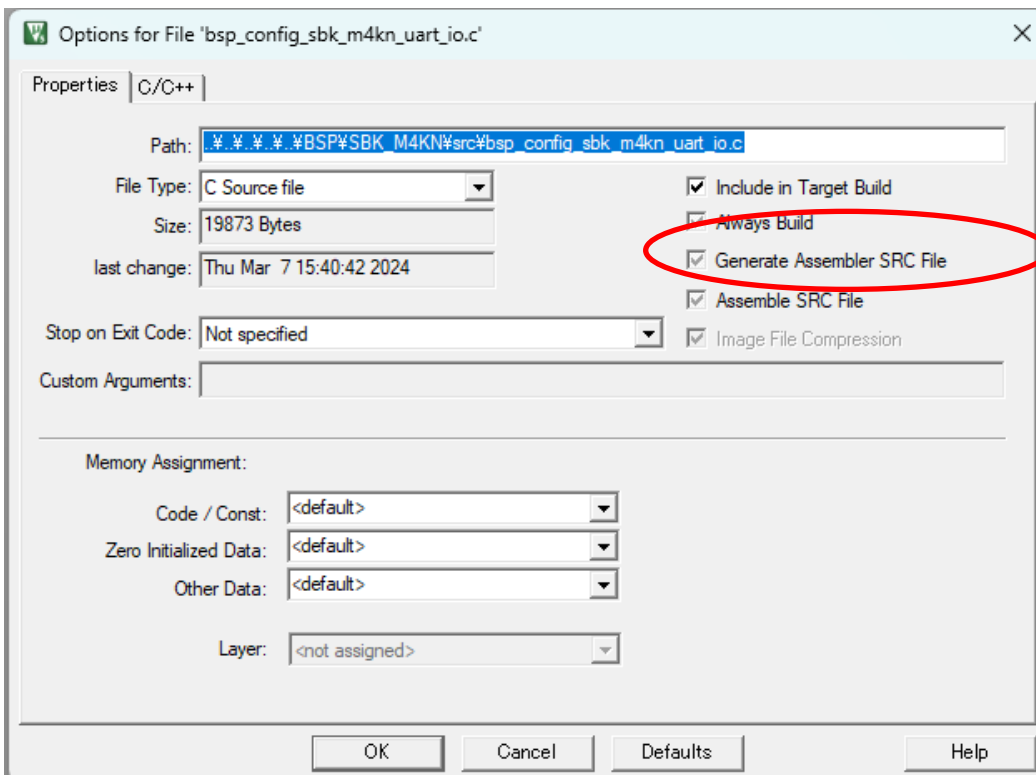 Options for File 'bsp_config_sbk_m4kn_uart_io.c'
Properties C/C++
Path: ..¥..¥..¥..¥..¥BSP¥SBK_M4KN¥src¥bsp_config_sbk_m4kn_uart_io.c
File Type: C Source file
Include in Target Build
Size: 19873 Bytes
Always Build
last change: Thu Mar 7 15:40:42 2024
Generate Assembler SRC File
Assemble SRC File
Stop on Exit Code: Not specified
Image File Compression
Custom Arguments:
Memory Assignment:
Code / Const: <default>
Zero Initialized Data: <default>
Other Data: <default>
Layer: <not assigned>
OK Cancel Defaults Help